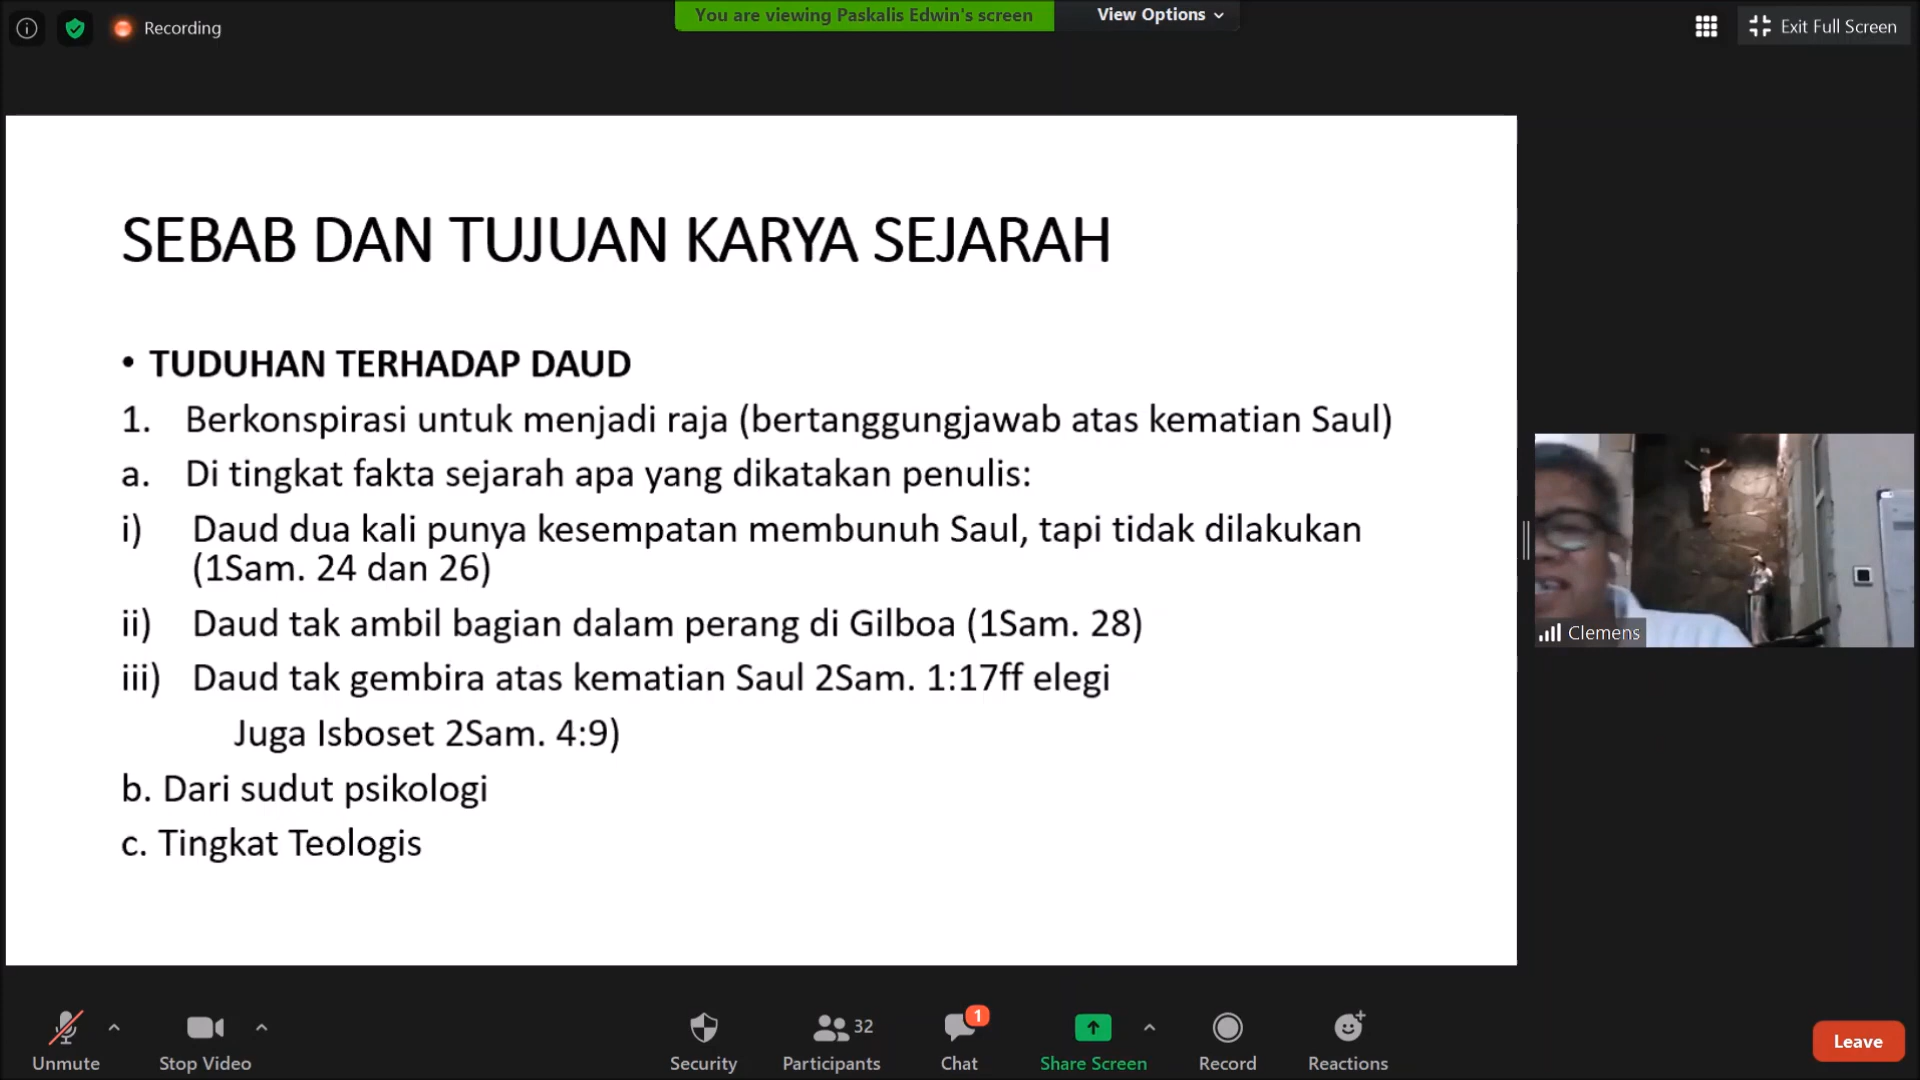 Recording
You are viewing Paskalis Edwin's screen
View Options
Exit Full Screen
SEBAB DAN TUJUAN KARYA SEJARAH
• TUDUHAN TERHADAP DAUD
1. Berkonspirasi untuk menjadi raja (bertanggungjawab atas kematian Saul)
a. Di tingkat fakta sejarah apa yang dikatakan penulis:
i) Daud dua kali punya kesempatan membunuh Saul, tapi tidak dilakukan
(1Sam. 24 dan 26)
ii) Daud tak ambil bagian dalam perang di Gilboa (1Sam. 28)
iii) Daud tak gembira atas kematian Saul 2Sam. 1:17ff elegi
Juga Isboset 2Sam. 4:9)
b. Dari sudut psikologi
c. Tingkat Teologis
Clemens
Unmute
Stop Video
Security
32
Participants
1
Chat
Share Screen
Record
Reactions
Leave